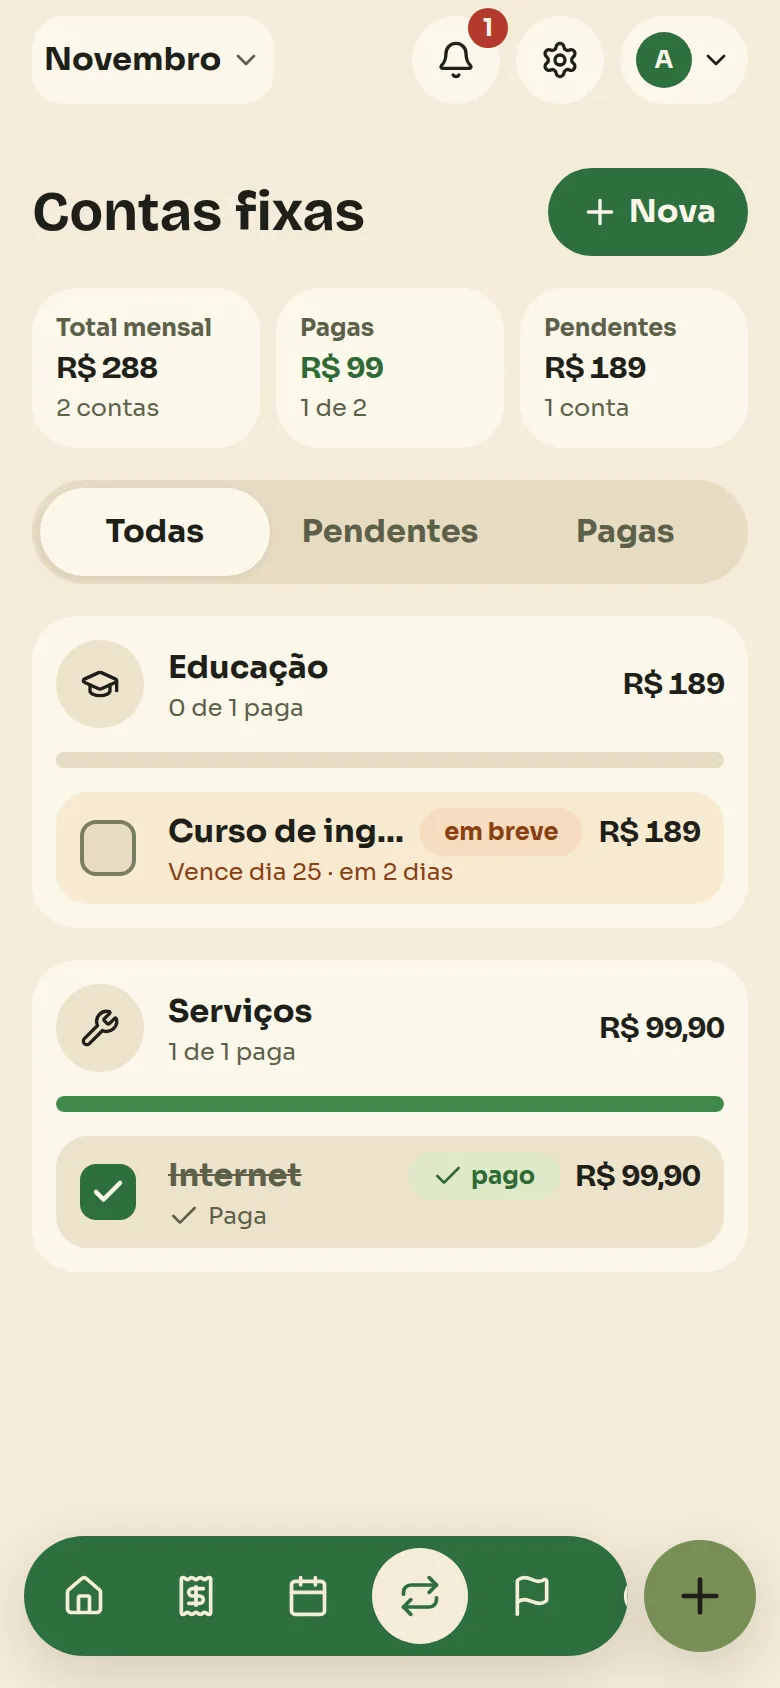 Novembro
1
A
Contas fixas
+ Nova
Total mensal
R$ 288
2 contas
Pagas
R$ 99
1 de 2
Pendentes
R$ 189
1 conta
Todas
Pendentes
Pagas
Educação
0 de 1 paga
R$ 189
Curso de ing...
em breve
R$ 189
Vence dia 25 · em 2 dias
Serviços
1 de 1 paga
R$ 99,90
Internet
pago
R$ 99,90
Paga